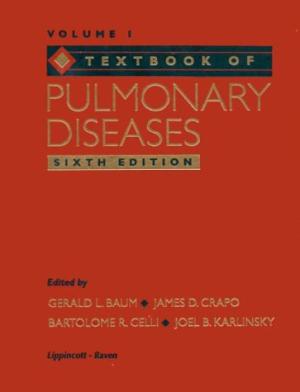 VOLUME I
TEXTBOOK OF
PULMONARY
DISEASES
SIXTH EDITION
Edited by
GERALD L. BAUM ◆ JAMES D. CRAPO
BARTOLOME R. CELLI ◆ JOEL B. KARLINSKY
Lippincott - Raven